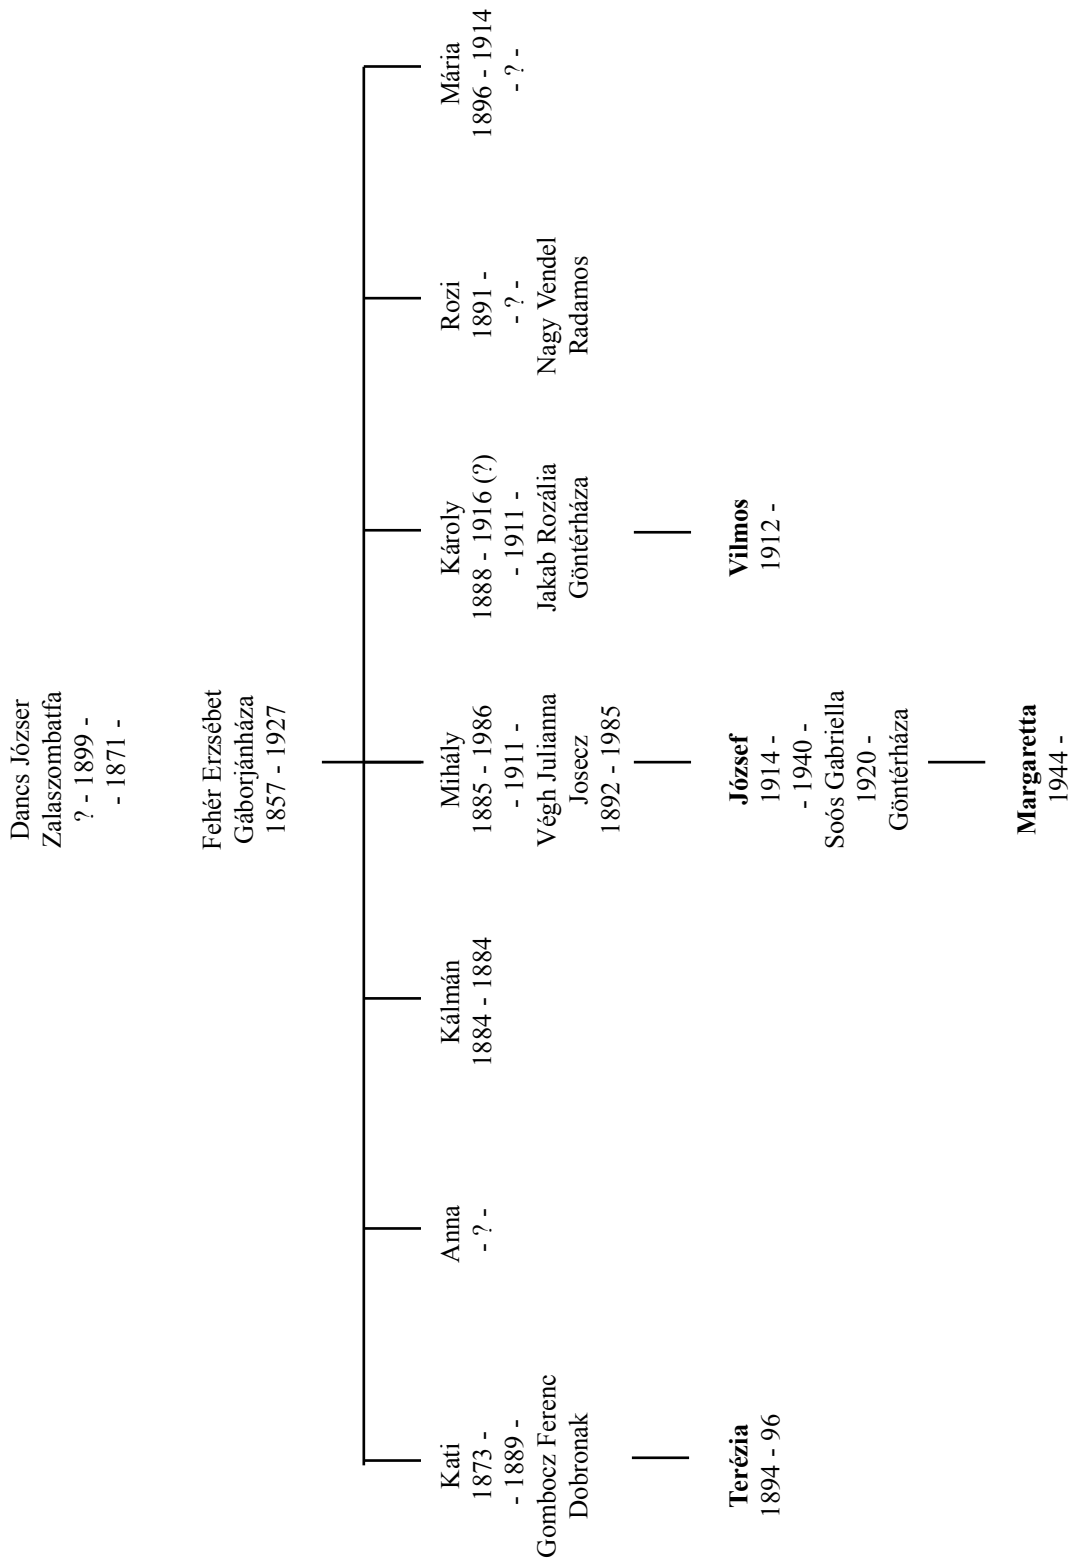 Dancs József
Zalaszombatfa
? - 1899 -
- 1871 -
Fehér Erzsébet
Gáborjánháza
1857 - 1927
Kati
1873 -
- 1889 -
Gombocz Ferenc
Dobronak
Anna
- ? -
Kálmán
1884 - 1884
Mihály
1885 - 1986
- 1911 -
Végh Julianna
Josecz
1892 - 1985
Károly
1888 - 1916 (?)
- 1911 -
Jakab Rozália
Göntérháza
Rozi
1891 -
- ? -
Nagy Vendel
Radamos
Mária
1896 - 1914
- ? -
Terézia
1894 - 96
József
1914 -
- 1940 -
Soós Gabriella
1920 -
Göntérháza
Vilmos
1912 -
Margaretta
1944 -